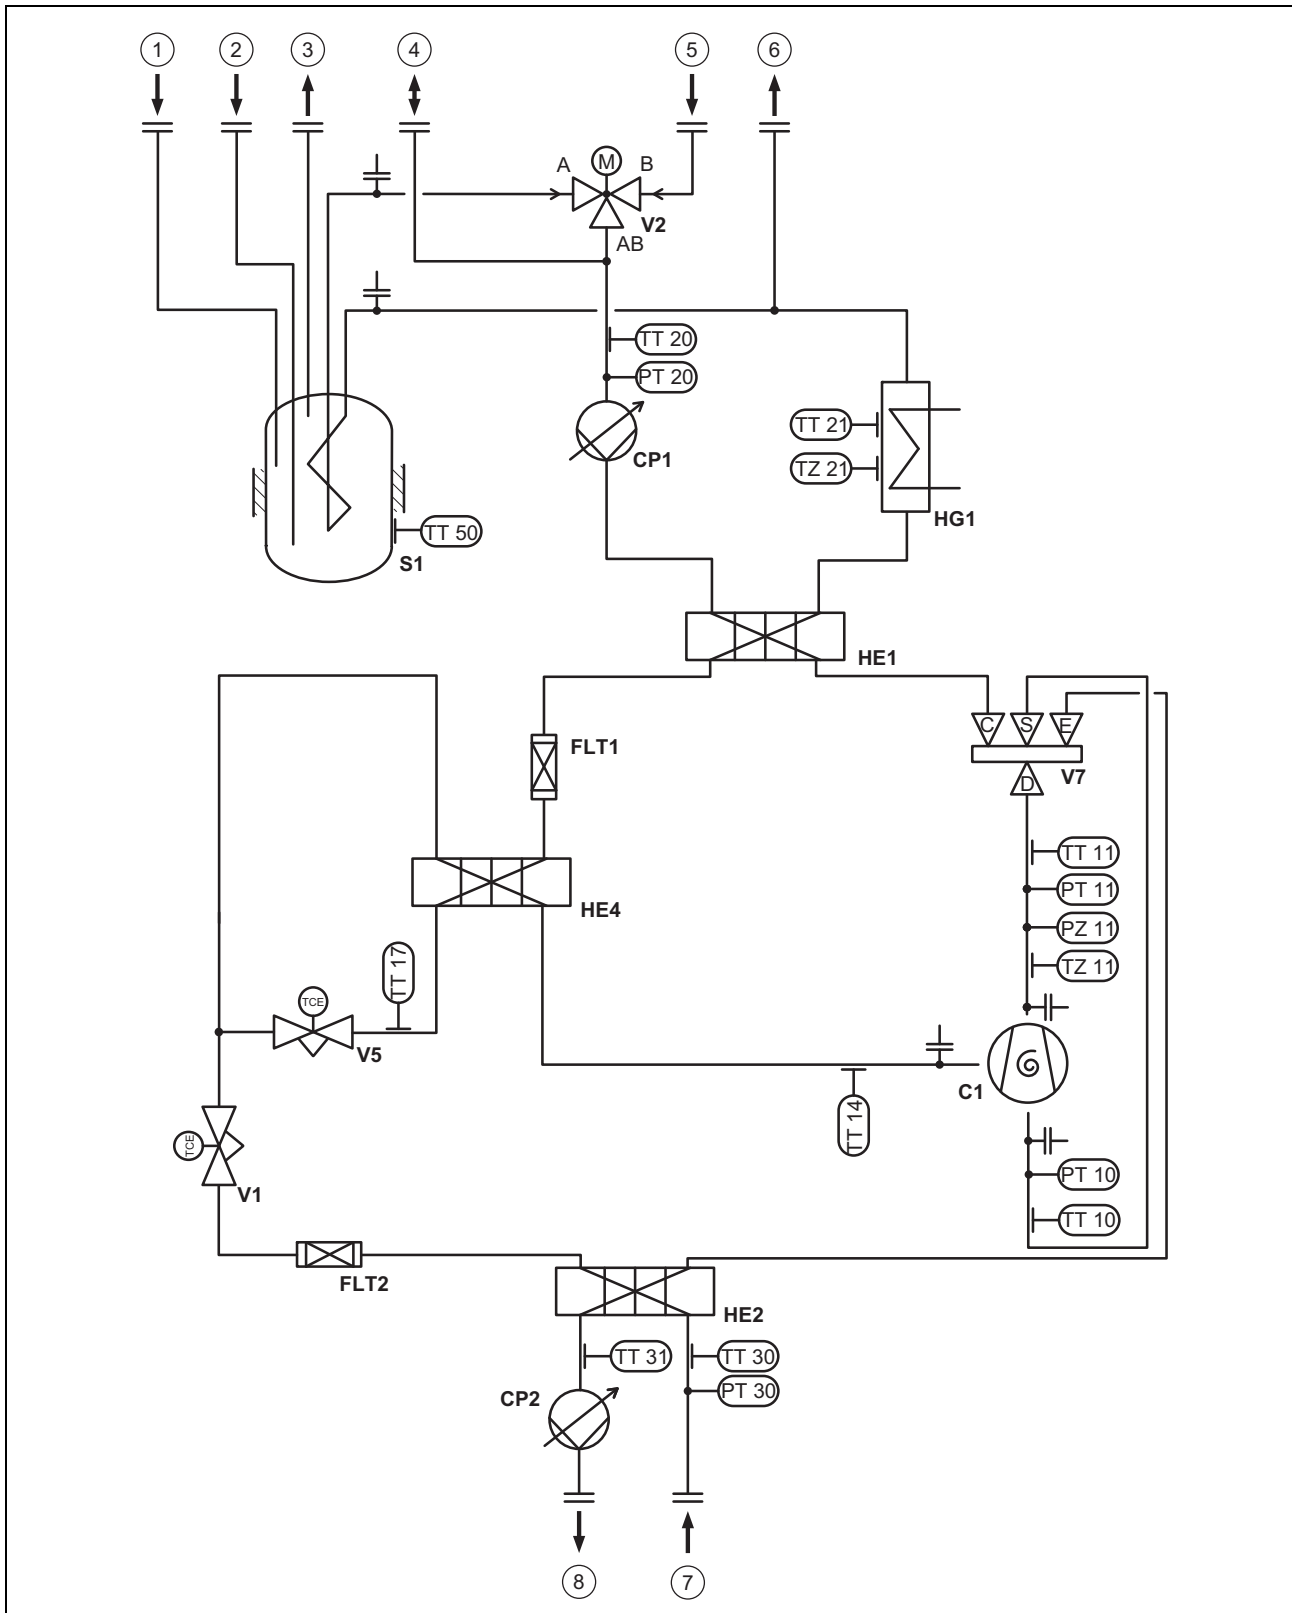 1 2 3 4 5 6
A M B
V2
AB
TT 20
PT 20
CP1
TT 21
TZ 21
HG1
TT 50
S1
HE1
C S E
V7
D
FLT1
HE4
TT 11
PT 11
PZ 11
TZ 11
TT 17
TCE
V5
C1
TT 14
TCE
V1
PT 10
TT 10
FLT2
HE2
TT 31
TT 30
PT 30
CP2
8 7